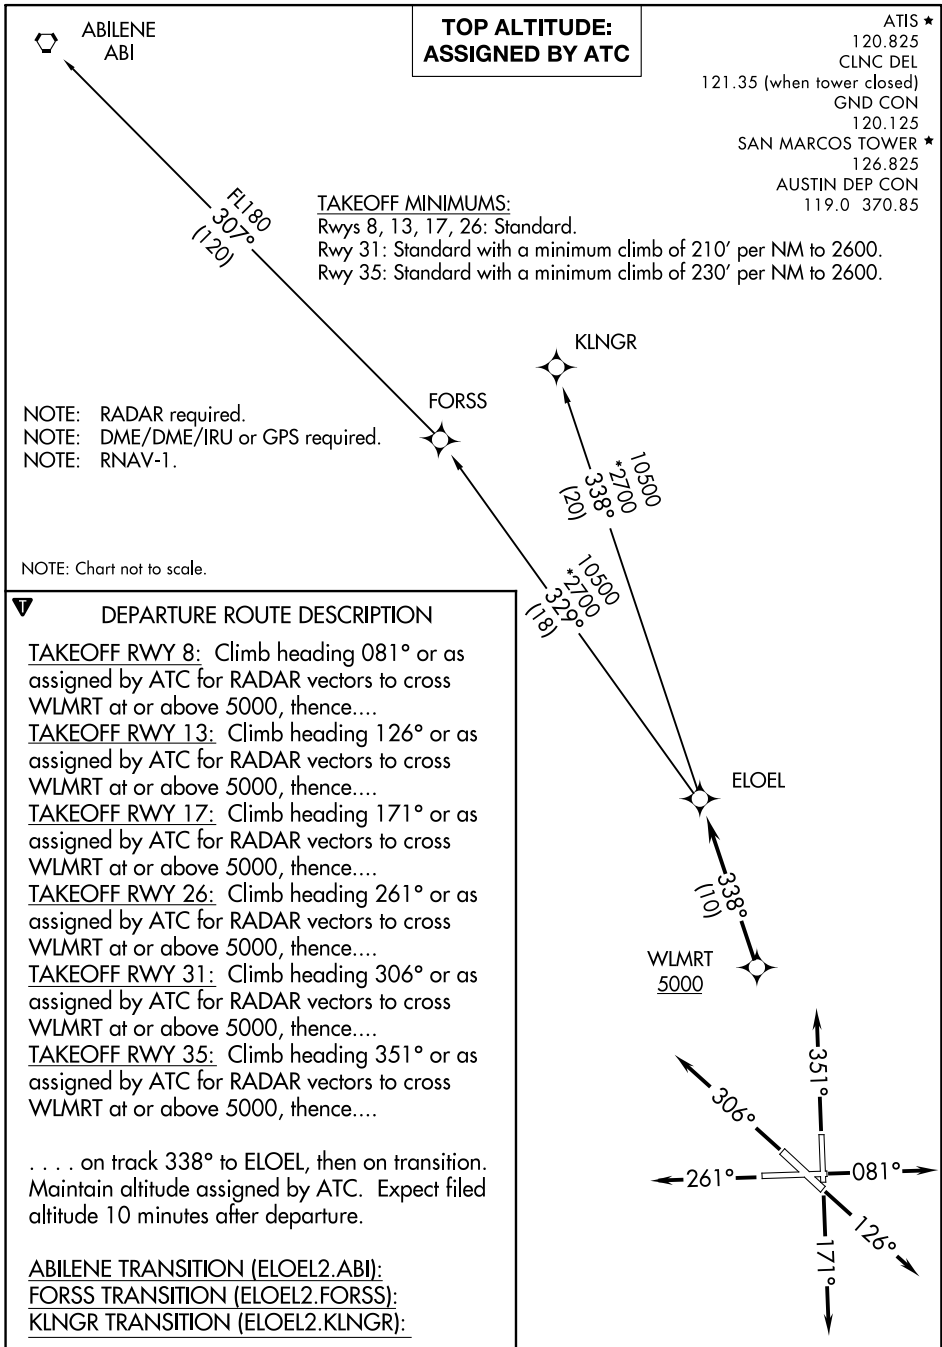 ABILENE
ABI
TOP ALTITUDE:
ASSIGNED BY ATC
ATIS ★
120.825
CLNC DEL
121.35 (when tower closed)
GND CON
120.125
SAN MARCOS TOWER ★
126.825
AUSTIN DEP CON
119.0 370.85
FL180
307°
(120)
TAKEOFF MINIMUMS:
Rwys 8, 13, 17, 26: Standard.
Rwy 31: Standard with a minimum climb of 210' per NM to 2600.
Rwy 35: Standard with a minimum climb of 230' per NM to 2600.
KLNGR
FORSS
NOTE: RADAR required.
NOTE: DME/DME/IRU or GPS required.
NOTE: RNAV-1.
10500
*2700
338°
(20)
NOTE: Chart not to scale.
10500
*2700
329°
(18)
T
DEPARTURE ROUTE DESCRIPTION
TAKEOFF RWY 8: Climb heading 081° or as
assigned by ATC for RADAR vectors to cross
WLMRT at or above 5000, thence....
TAKEOFF RWY 13: Climb heading 126° or as
assigned by ATC for RADAR vectors to cross
WLMRT at or above 5000, thence....
TAKEOFF RWY 17: Climb heading 171° or as
assigned by ATC for RADAR vectors to cross
WLMRT at or above 5000, thence....
TAKEOFF RWY 26: Climb heading 261° or as
assigned by ATC for RADAR vectors to cross
WLMRT at or above 5000, thence....
TAKEOFF RWY 31: Climb heading 306° or as
assigned by ATC for RADAR vectors to cross
WLMRT at or above 5000, thence....
TAKEOFF RWY 35: Climb heading 351° or as
assigned by ATC for RADAR vectors to cross
WLMRT at or above 5000, thence....
. . . . on track 338° to ELOEL, then on transition.
Maintain altitude assigned by ATC. Expect filed
altitude 10 minutes after departure.
ABILENE TRANSITION (ELOEL2.ABI):
FORSS TRANSITION (ELOEL2.FORSS):
KLNGR TRANSITION (ELOEL2.KLNGR):
ELOEL
338°
(10)
WLMRT
5000
351°
306°
261°
081°
126°
171°